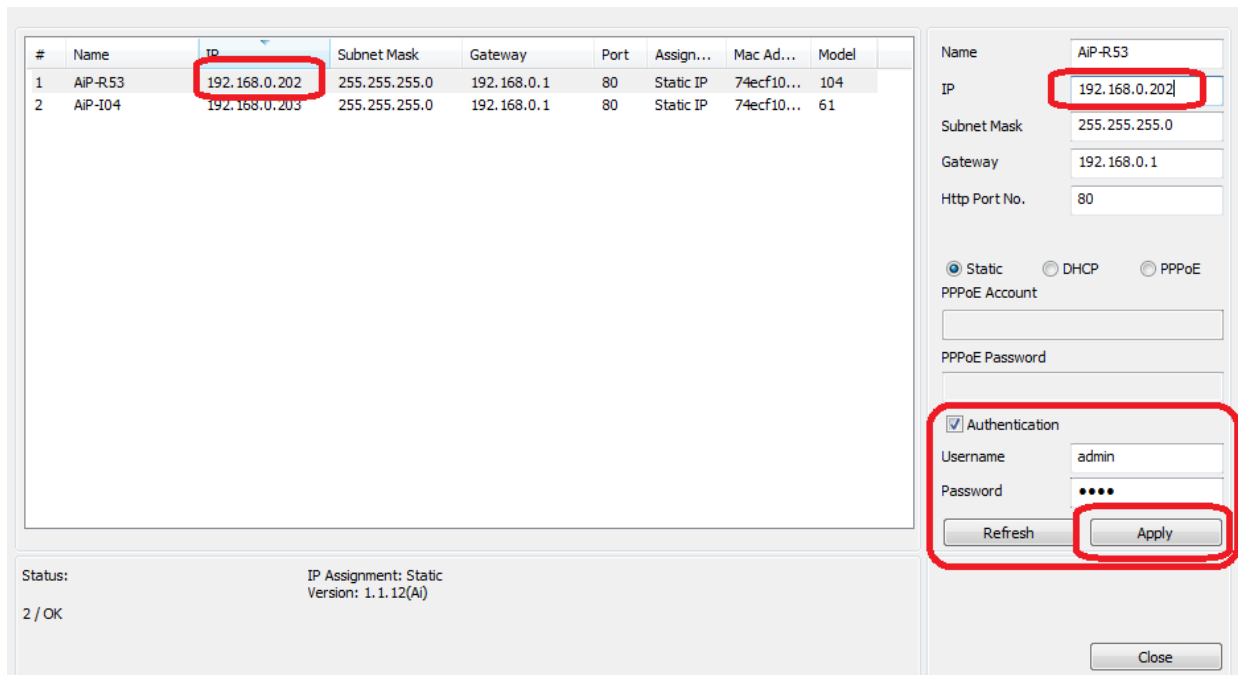 # Name IP Subnet Mask Gateway Port Assign... Mac Ad... Model
1 AiP-R53 192.168.0.202 255.255.255.0 192.168.0.1 80 Static IP 74ecf10... 104
2 AiP-I04 192.168.0.203 255.255.255.0 192.168.0.1 80 Static IP 74ecf10... 61
Name AiP-R53
IP 192.168.0.202
Subnet Mask 255.255.255.0
Gateway 192.168.0.1
Http Port No. 80
Static DHCP PPPoE
PPPoE Account
PPPoE Password
Authentication
Username admin
Password ••••
Refresh Apply
Status: IP Assignment: Static
Version: 1.1.12(Ai)
2 / OK
Close